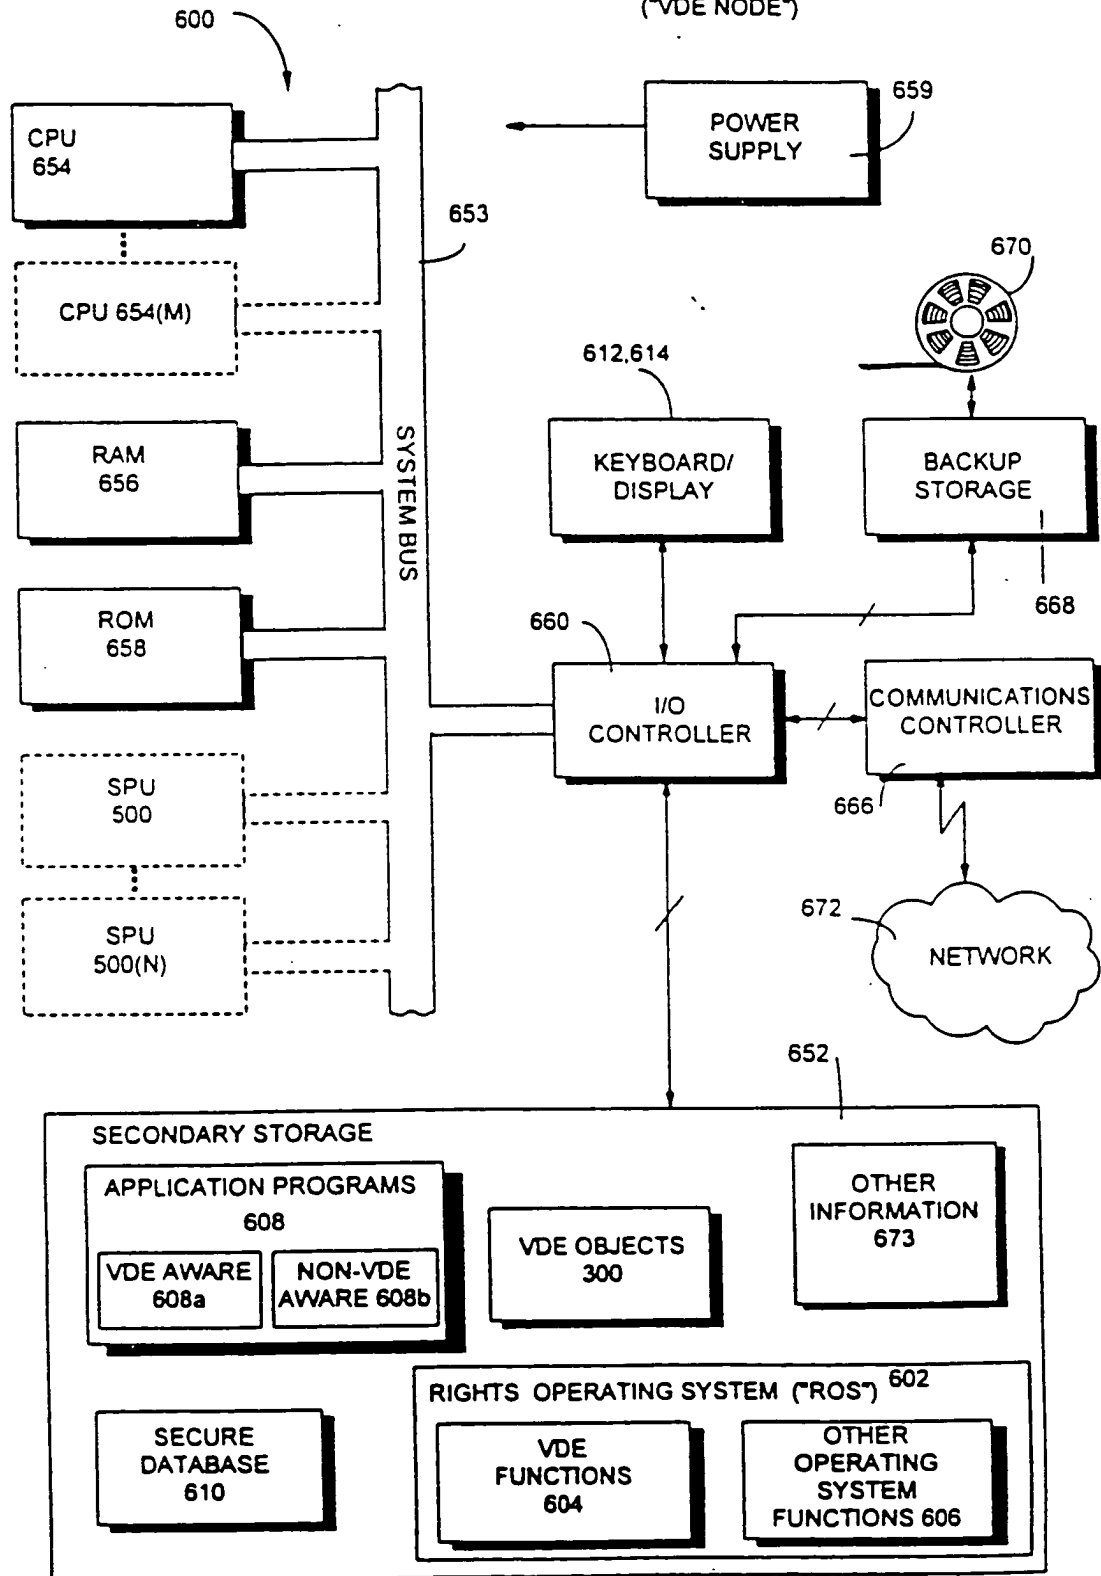 ("VDE NODE")
600
CPU
654
CPU 654(M)
RAM
656
ROM
658
SPU
500
SPU
500(N)
SYSTEM BUS
653
POWER
SUPPLY
659
670
612,614
KEYBOARD/
DISPLAY
BACKUP
STORAGE
668
660
I/O
CONTROLLER
COMMUNICATIONS
CONTROLLER
666
672
NETWORK
652
SECONDARY STORAGE
APPLICATION PROGRAMS
608
VDE AWARE
608a
NON-VDE
AWARE 608b
VDE OBJECTS
300
OTHER
INFORMATION
673
SECURE
DATABASE
610
RIGHTS OPERATING SYSTEM ("ROS") 602
VDE
FUNCTIONS
604
OTHER
OPERATING
SYSTEM
FUNCTIONS 606